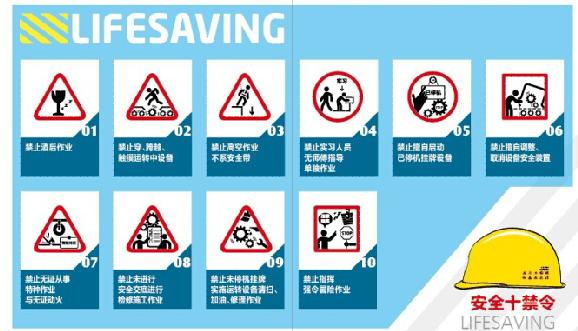 LIFESAVING
01
禁止酒后作业
02
禁止穿、跨越、
触摸运转中设备
03
禁止高空作业
不系安全带
实习
04
禁止实习人员
无师傅指导
单独作业
已停机
05
禁止擅自启动
已停机挂牌设备
06
禁止擅自调整、
取消设备安全装置
07
禁止无证从事
特种作业
与无证动火
08
禁止未进行
安全交底进行
检修施工作业
09
禁止未停机挂牌
实施运转设备清扫、
加油、修理作业
STOP
10
禁止指挥
强令冒险作业
安全十禁令
LIFESAVING